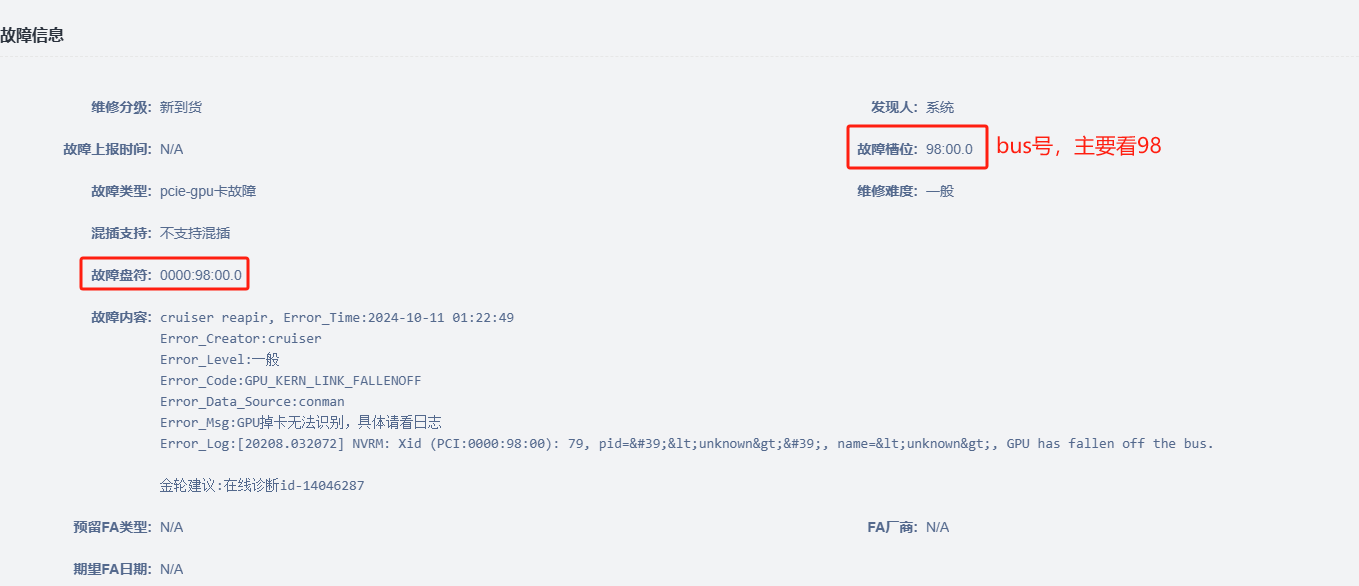 故障信息
维修分级: 新到货
发现人: 系统
故障上报时间: N/A
故障槽位: 98:00.0
bus号，主要看98
故障类型: pcie-gpu卡故障
维修难度: 一般
混插支持: 不支持混插
故障盘符: 0000:98:00.0
故障内容: cruiser reapir, Error_Time:2024-10-11 01:22:49
Error_Creator:cruiser
Error_Level:一般
Error_Code:GPU_KERN_LINK_FALLENOFF
Error_Data_Source:conman
Error_Msg:GPU掉卡无法识别，具体请看日志
Error_Log:[20208.032072] NVRM: Xid (PCI:0000:98:00): 79, pid=&#39;&lt;unknown&gt;&#39;, name=&lt;unknown&gt;, GPU has fallen off the bus.
金轮建议:在线诊断id-14046287
预留FA类型: N/A
FA厂商: N/A
期望FA日期: N/A